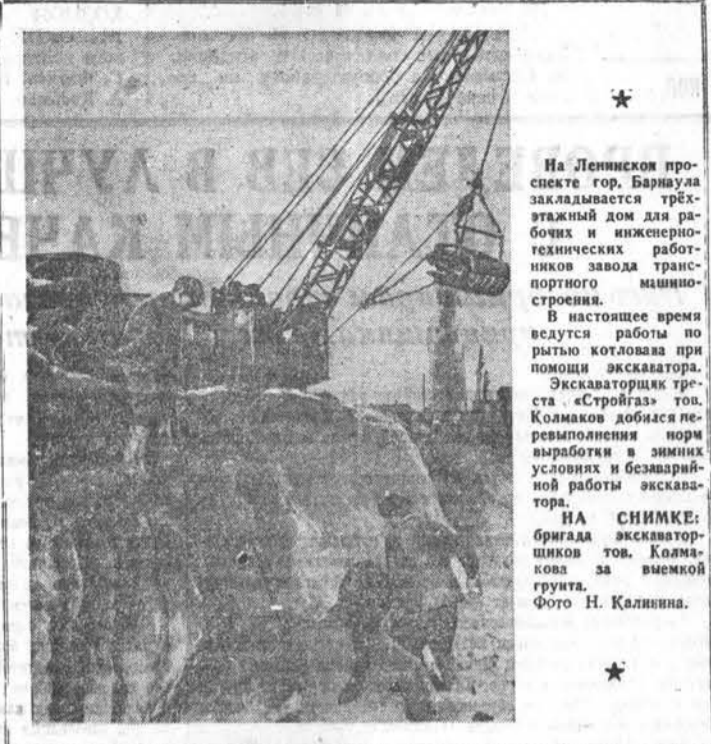 На Ленинском про-
спекте гор. Барнаула
закладывается трёх-
этажный дом для ра-
бочих и инженерно-
технических работ-
ников завода транс-
портного машино-
строения.
В настоящее время
ведутся работы по
рытью котлована при
помощи экскаватора.
Экскаваторщик тре-
ста «Стройгаз» тов.
Колмаков добился пе-
ревыполнения норм
выработки в зимних
условиях и безаварий-
ной работы экскава-
тора.
НА СНИМКЕ:
бригада экскаватор-
щиков тов. Колма-
кова за выемкой
грунта.
Фото Н. Калинина.